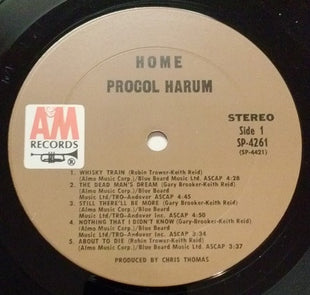 HOME
PROCOL HARUM
A&M
RECORDS
STEREO
Side 1
SP-4261
(SP-4421)
1. WHISKY TRAIN (Robin Trower-Keith Reid)
(Almo Music Corp.)/Blue Beard Music Ltd. ASCAP 4:28
2. THE DEAD MAN'S DREAM (Gary Brooker-Keith Reid)
(Almo Music Corp.)/Blue Beard
Music Ltd/TRO-Andover ASCAP 4:45
3. STILL THERE'LL BE MORE (Gary Brooker-Keith Reid)
(Almo Music Corp.)/Blue Beard
Music Ltd/TRO-Andover Inc. ASCAP 4:50
4. NOTHING THAT I DIDN'T KNOW (Gary Brooker-Keith Reid)
(Almo Music Corp.)/Blue Beard
Music Ltd/TRO-Andover Inc. ASCAP 3:34
5. ABOUT TO DIE (Robin Trower-Keith Reid)
(Almo Music Corp.)/Blue Beard Music Ltd. ASCAP 3:37
PRODUCED BY CHRIS THOMAS